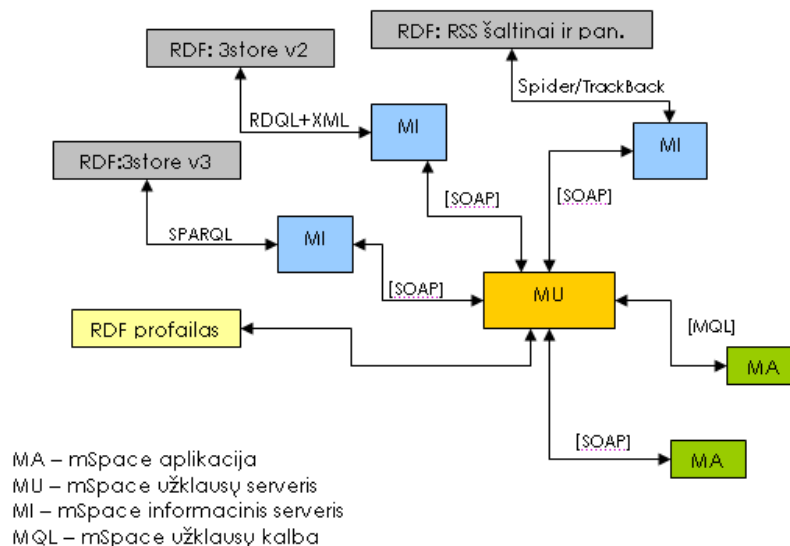 RDF: 3store v2
RDF: RSS šaltinai ir pan.
Spider/TrackBack
RDQL+XML
MI
MI
RDF:3store v3
[SOAP]
[SOAP]
SPARQL
MI
[SOAP]
MU
RDF profailas
[MQL]
MA
[SOAP]
MA
MA – mSpace aplikacija
MU – mSpace užklausų serveris
MI – mSpace informacinis serveris
MQL – mSpace užklausų kalba